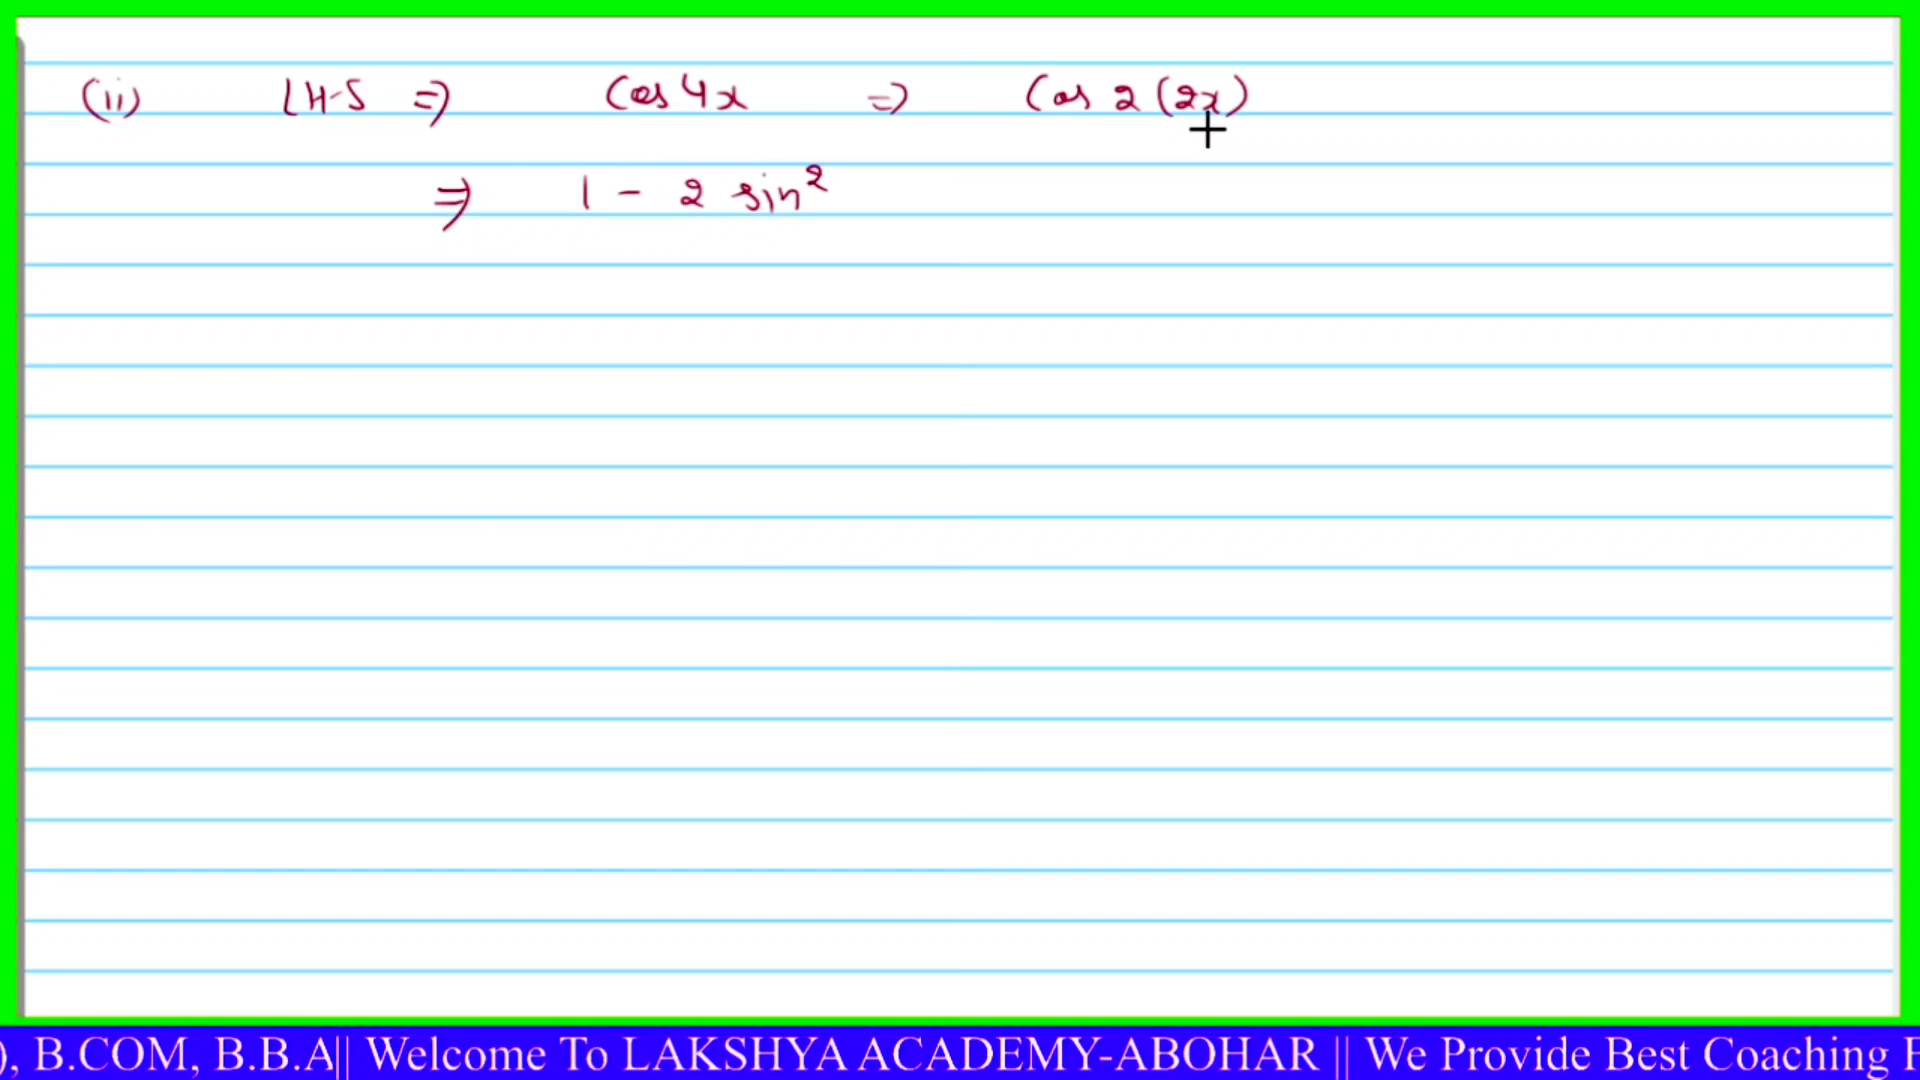 (ii) LH-S ⇒ Cos 4x ⇒ Cos 2 (2x)
⇒ 1 - 2 sin²
), B.COM, B.B.A|| Welcome To LAKSHYA ACADEMY-ABOHAR || We Provide Best Coaching F